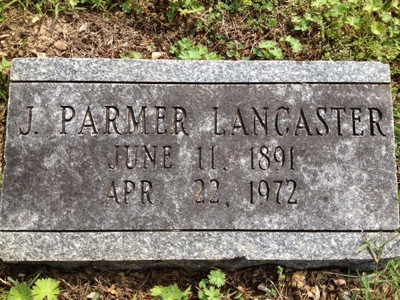 J. PARMER LANCASTER
JUNE 11, 1891
APR. 22, 1972